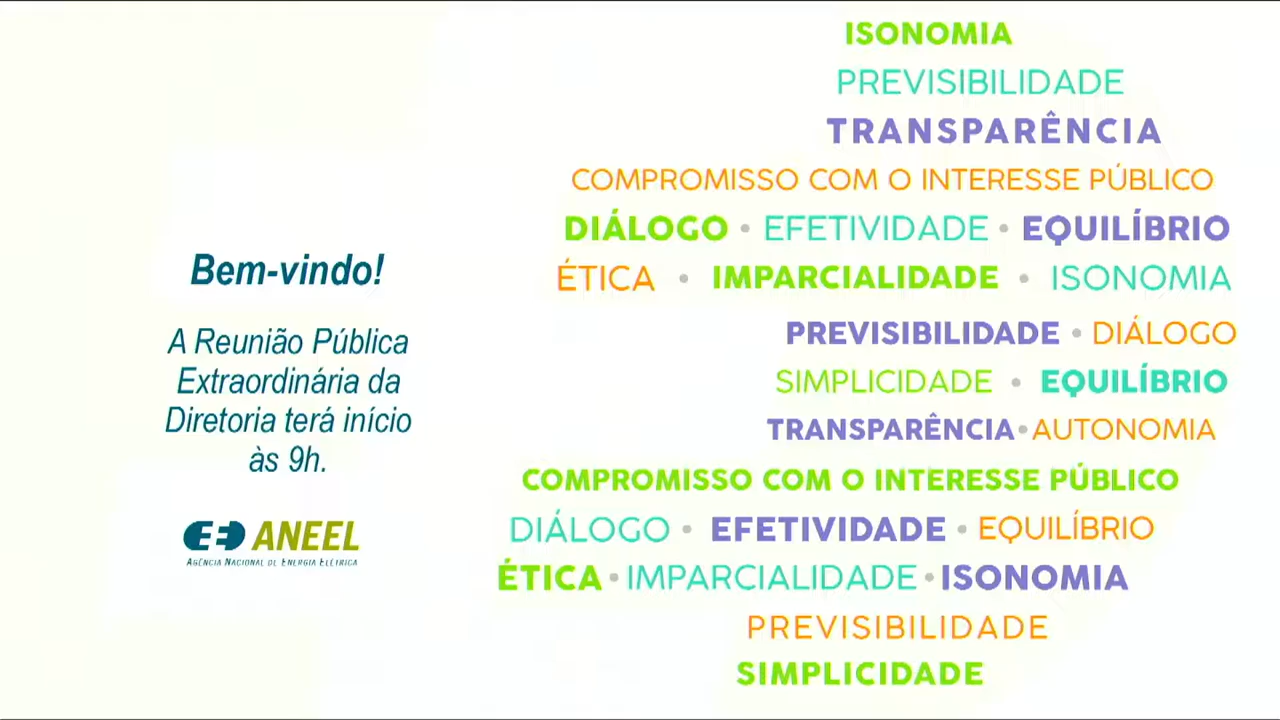 Bem-vindo!
A Reunião Pública
Extraordinária da
Diretoria terá início
às 9h.
ANEEL
AGÊNCIA NACIONAL DE ENERGIA ELÉTRICA
ISONOMIA
PREVISIBILIDADE
TRANSPARÊNCIA
COMPROMISSO COM O INTERESSE PÚBLICO
DIÁLOGO • EFETIVIDADE • EQUILÍBRIO
ÉTICA • IMPARCIALIDADE • ISONOMIA
PREVISIBILIDADE • DIÁLOGO
SIMPLICIDADE • EQUILÍBRIO
TRANSPARÊNCIA • AUTONOMIA
COMPROMISSO COM O INTERESSE PÚBLICO
DIÁLOGO • EFETIVIDADE • EQUILÍBRIO
ÉTICA • IMPARCIALIDADE • ISONOMIA
PREVISIBILIDADE
SIMPLICIDADE